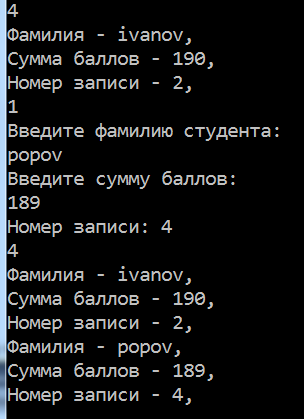 4
Фамилия - ivanov,
Сумма баллов - 190,
Номер записи - 2,
1
Введите фамилию студента:
popov
Введите сумму баллов:
189
Номер записи: 4
4
Фамилия - ivanov,
Сумма баллов - 190,
Номер записи - 2,
Фамилия - popov,
Сумма баллов - 189,
Номер записи - 4,